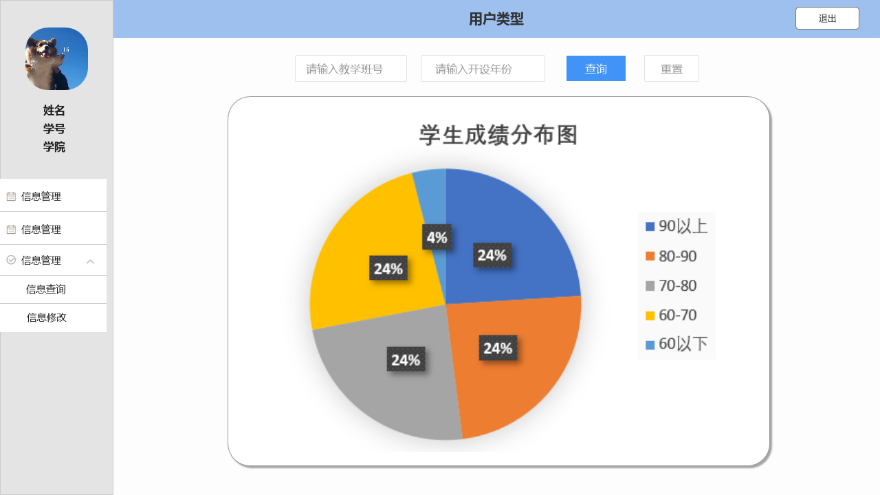 用户类型
退出
姓名
学号
学院
信息管理
信息管理
信息管理
信息查询
信息修改
请输入教学班号
请输入开设年份
查询
重置
学生成绩分布图
4%
24%
24%
24%
24%
90以上
80-90
70-80
60-70
60以下